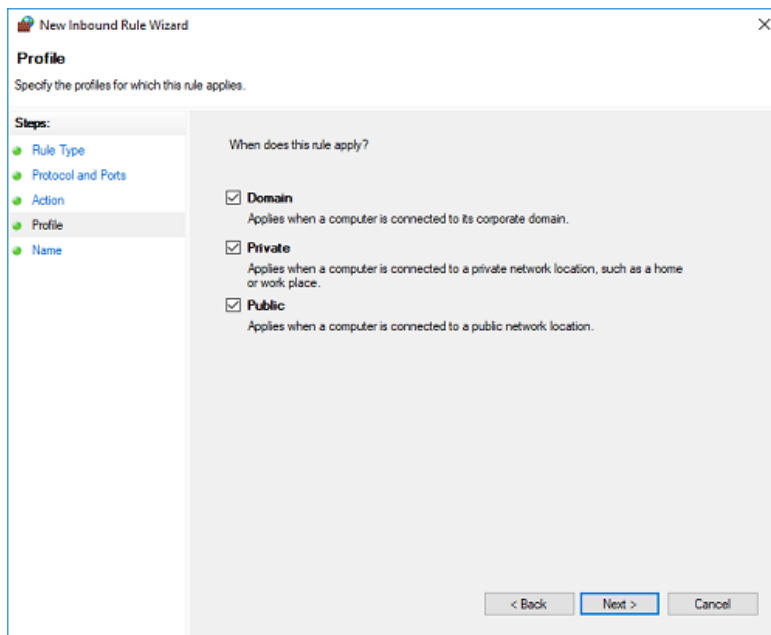 New Inbound Rule Wizard
Profile
Specify the profiles for which this rule applies.
Steps:
Rule Type
Protocol and Ports
Action
Profile
Name
When does this rule apply?
Domain
Applies when a computer is connected to its corporate domain.
Private
Applies when a computer is connected to a private network location, such as a home
or work place.
Public
Applies when a computer is connected to a public network location.
< Back
Next >
Cancel